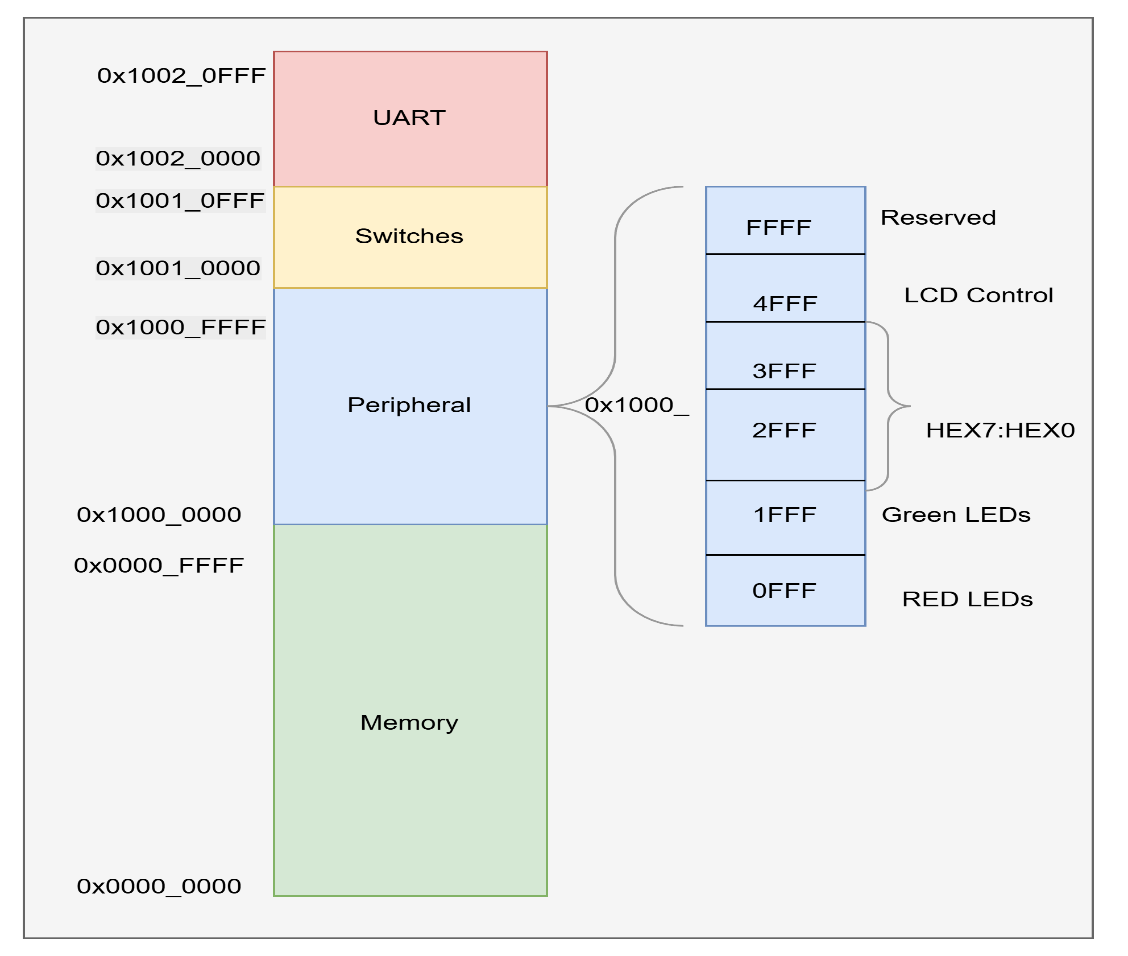 0x1002_0FFF
UART
0x1002_0000
0x1001_0FFF
Switches
0x1001_0000
0x1000_FFFF
Peripheral
0x1000_0000
0x0000_FFFF
Memory
0x0000_0000
0x1000_
FFFF
Reserved
4FFF
LCD Control
3FFF
2FFF
HEX7:HEX0
1FFF
Green LEDs
0FFF
RED LEDs